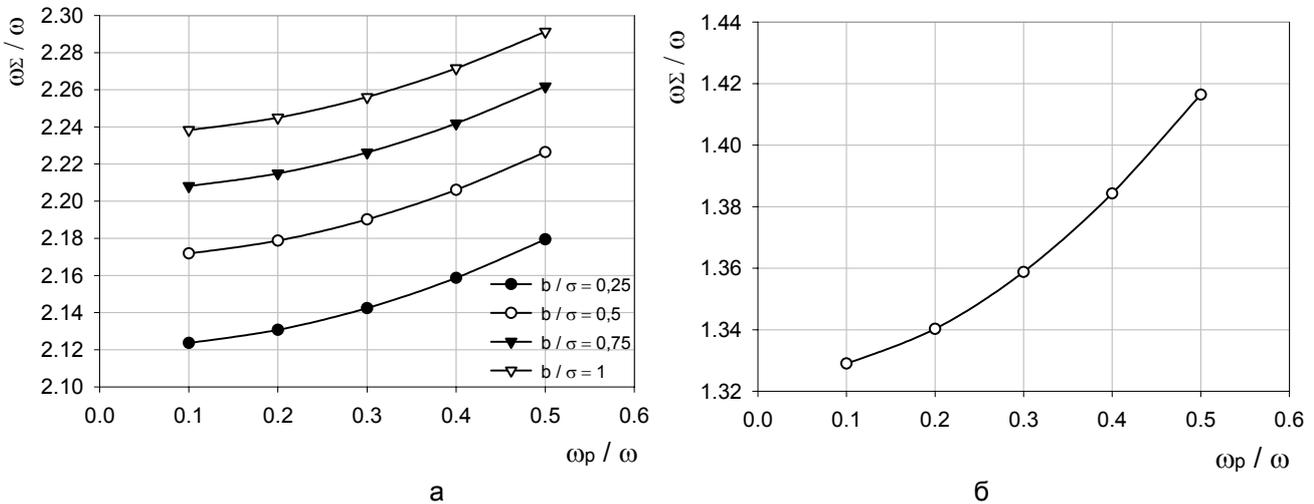 2.30
2.28
2.26
2.24
2.22
2.20
2.18
2.16
2.14
2.12
2.10
ωΣ / ω
b / σ = 0,25
b / σ = 0,5
b / σ = 0,75
b / σ = 1
0.0 0.1 0.2 0.3 0.4 0.5 0.6
ωp / ω
а
1.44
1.42
1.40
1.38
1.36
1.34
1.32
ωΣ / ω
0.0 0.1 0.2 0.3 0.4 0.5 0.6
ωp / ω
б